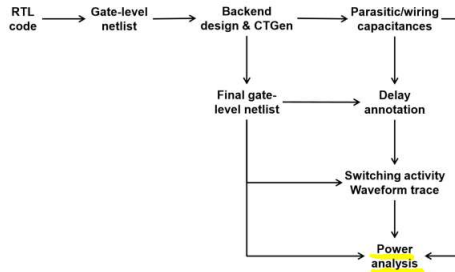 RTL
code
Gate-level
netlist
Backend
design & CTGen
Parasitic/wiring
capacitances
Final gate-
level netlist
Delay
annotation
Switching activity
Waveform trace
Power
analysis